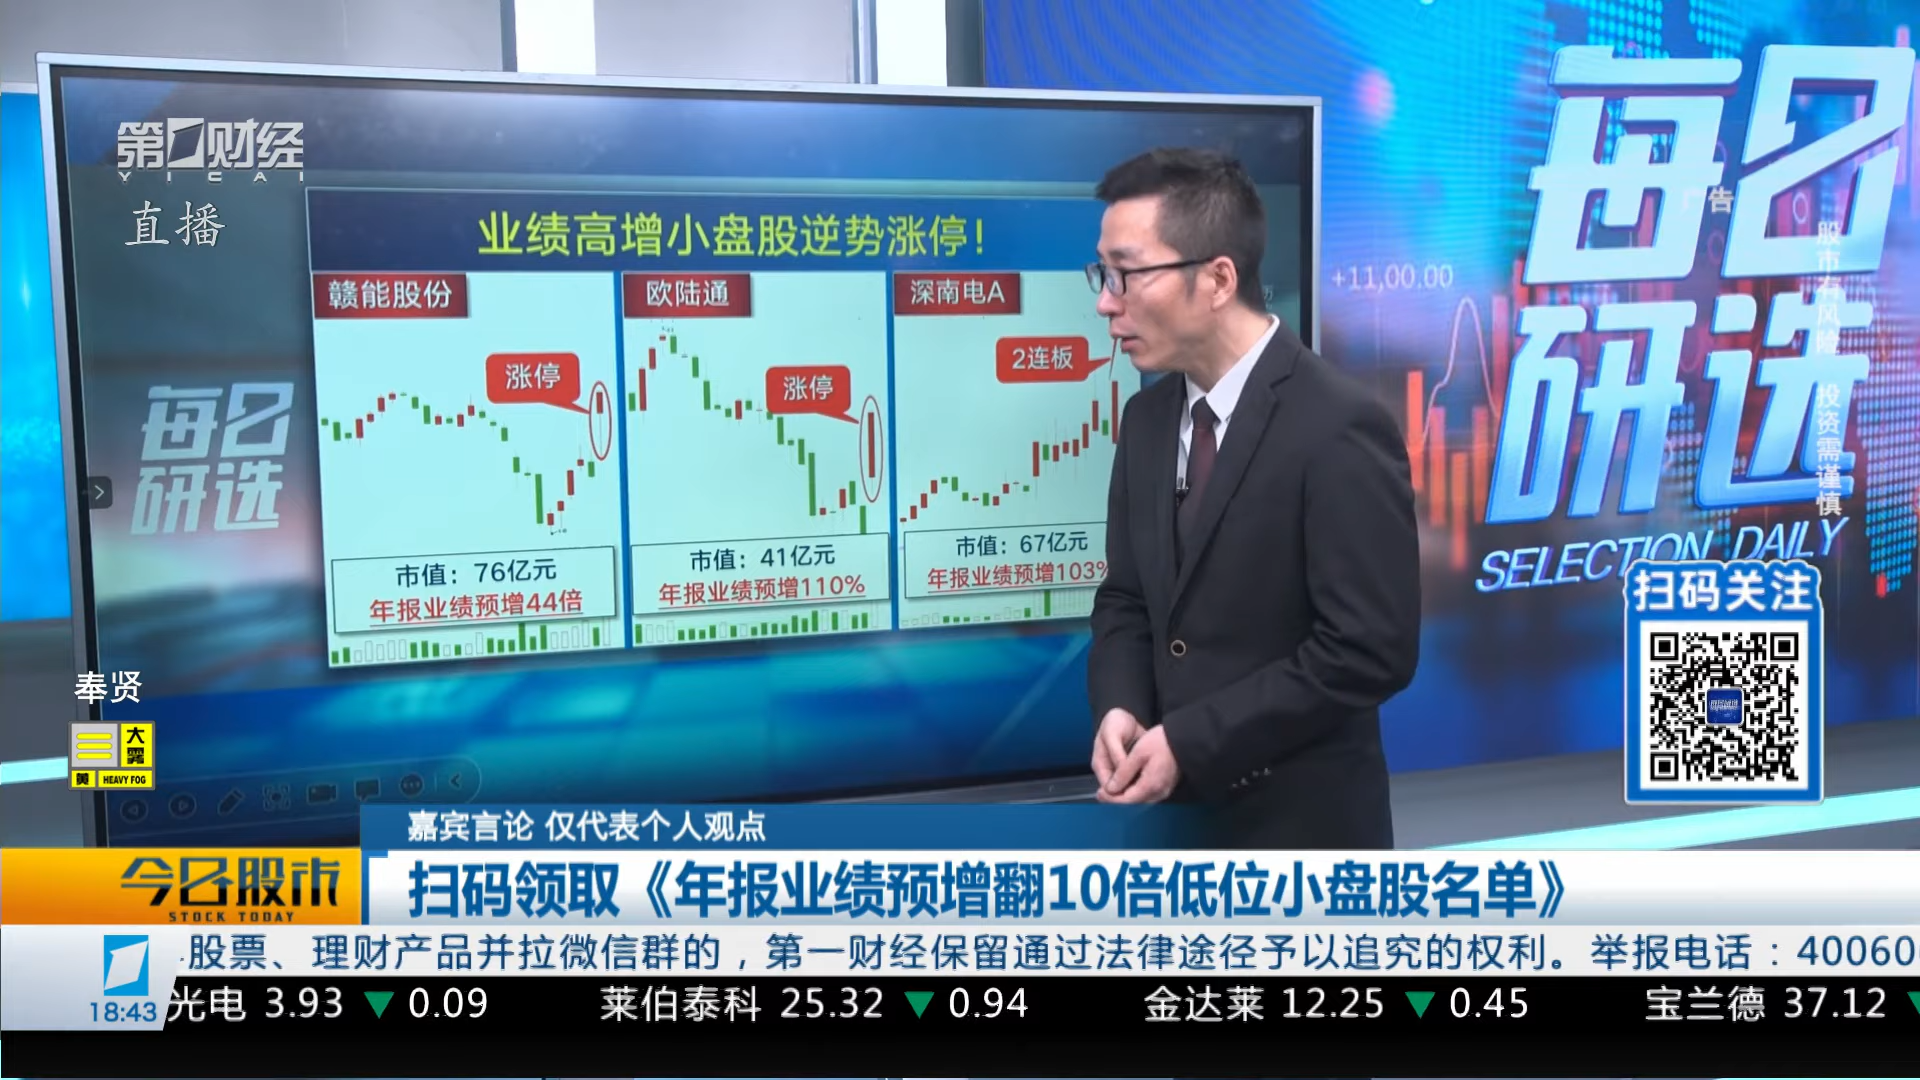 第一财经
YICAI
直播
业绩高增小盘股逆势涨停!
赣能股份
涨停
市值：76亿元
年报业绩预增44倍
欧陆通
涨停
市值：41亿元
年报业绩预增110%
深南电A
2连板
市值：67亿元
年报业绩预增103%
每日
研选
每日
研选
SELECTION DAILY
+11,00.00
广告
股市有风险 投资需谨慎
扫码关注
奉贤
大雾
黄 HEAVY FOG
嘉宾言论 仅代表个人观点
今日股市
STOCK TODAY
扫码领取《年报业绩预增翻10倍低位小盘股名单》
股票、理财产品并拉微信群的，第一财经保留通过法律途径予以追究的权利。举报电话：40060
18:43
光电 3.93 ▼ 0.09 莱伯泰科 25.32 ▼ 0.94 金达莱 12.25 ▼ 0.45 宝兰德 37.12 ▼